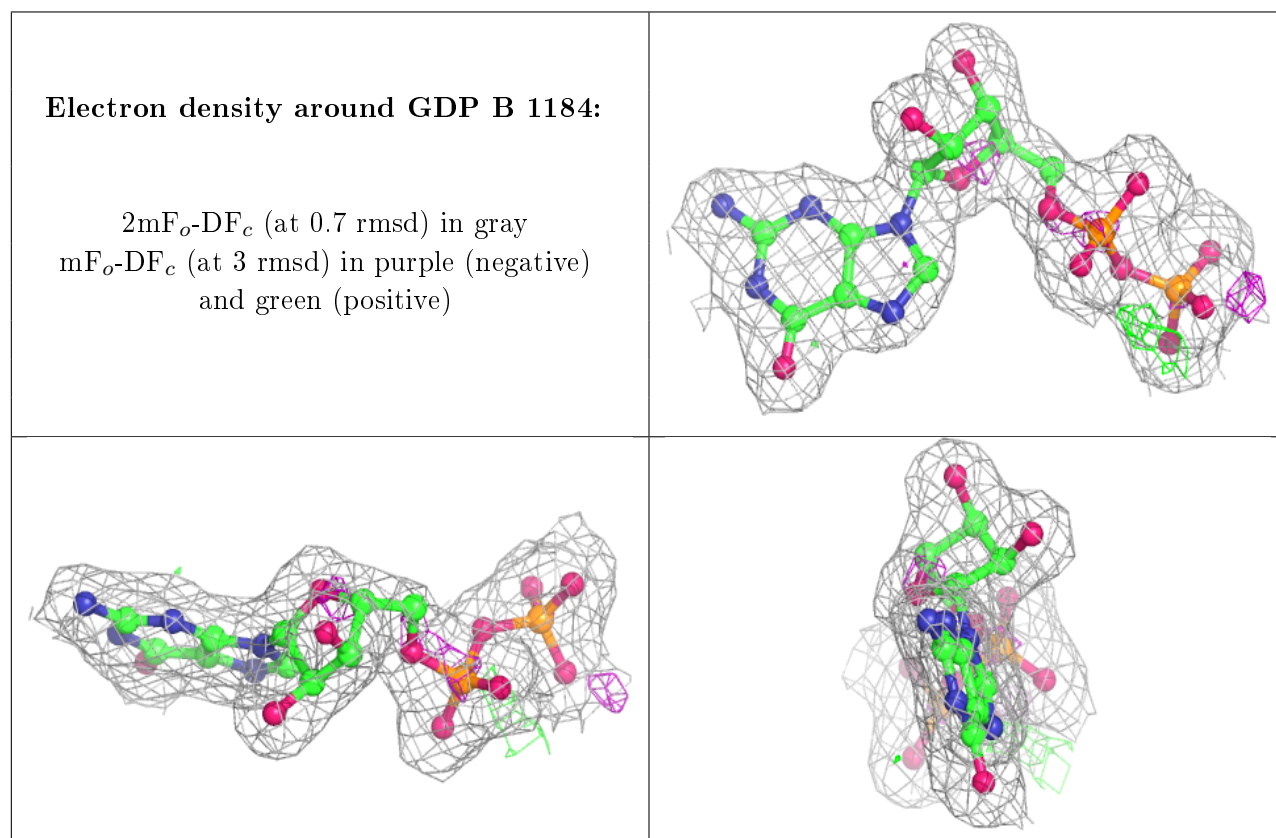 Electron density around GDP B 1184:
2mFo-DFc (at 0.7 rmsd) in gray
mFo-DFc (at 3 rmsd) in purple (negative)
and green (positive)